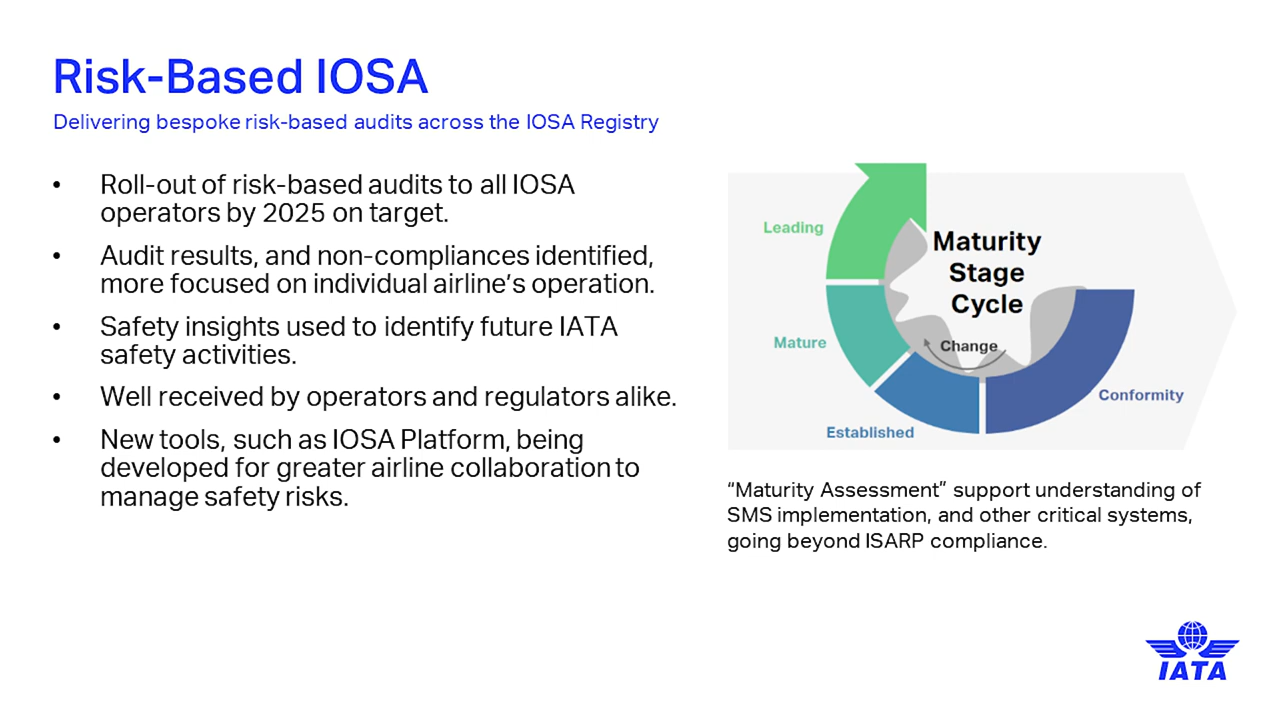 Risk-Based IOSA
Delivering bespoke risk-based audits across the IOSA Registry
• Roll-out of risk-based audits to all IOSA
operators by 2025 on target.
• Audit results, and non-compliances identified,
more focused on individual airline’s operation.
• Safety insights used to identify future IATA
safety activities.
• Well received by operators and regulators alike.
• New tools, such as IOSA Platform, being
developed for greater airline collaboration to
manage safety risks.
Maturity
Stage
Cycle
Change
Leading
Mature
Established
Conformity
“Maturity Assessment” support understanding of
SMS implementation, and other critical systems,
going beyond ISARP compliance.
IATA